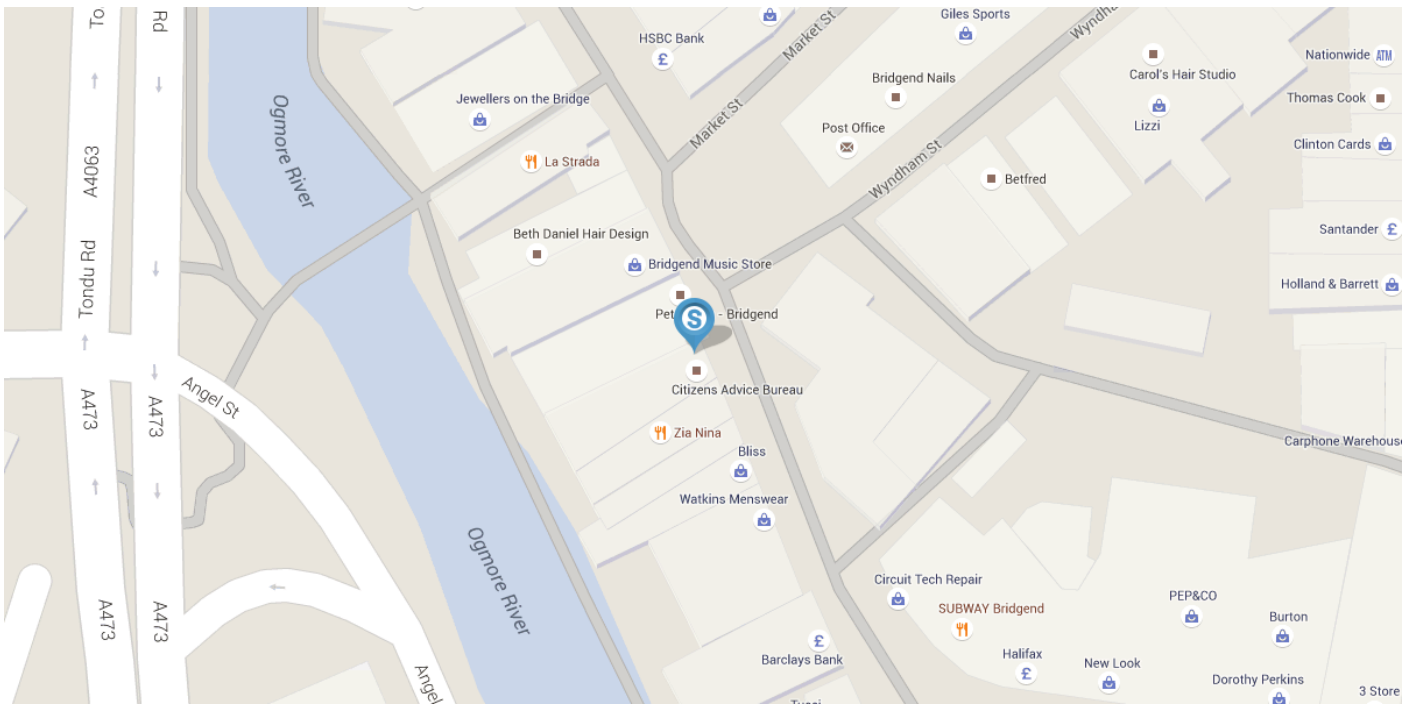 To
Rd
Giles Sports
Market St
Wyndham
HSBC Bank
Nationwide ATM
Carol's Hair Studio
Bridgend Nails
Jewellers on the Bridge
Thomas Cook
Market St
Lizzi
Post Office
Clinton Cards
Ogmore River
A4063
La Strada
Wyndham St
Betfred
Santander
Beth Daniel Hair Design
Bridgend Music Store
Tonpu Rd
Holland & Barrett
S
Pet - Bridgend
Angel St
Citizens Advice Bureau
A473
A473
Zia Nina
Carphone Warehouse
Bliss
Watkins Menswear
Ogmore River
Circuit Tech Repair
PEP&CO
SUBWAY Bridgend
A473
A473
Burton
Halifax
Barclays Bank
New Look
Dorothy Perkins
Angel
3 Store